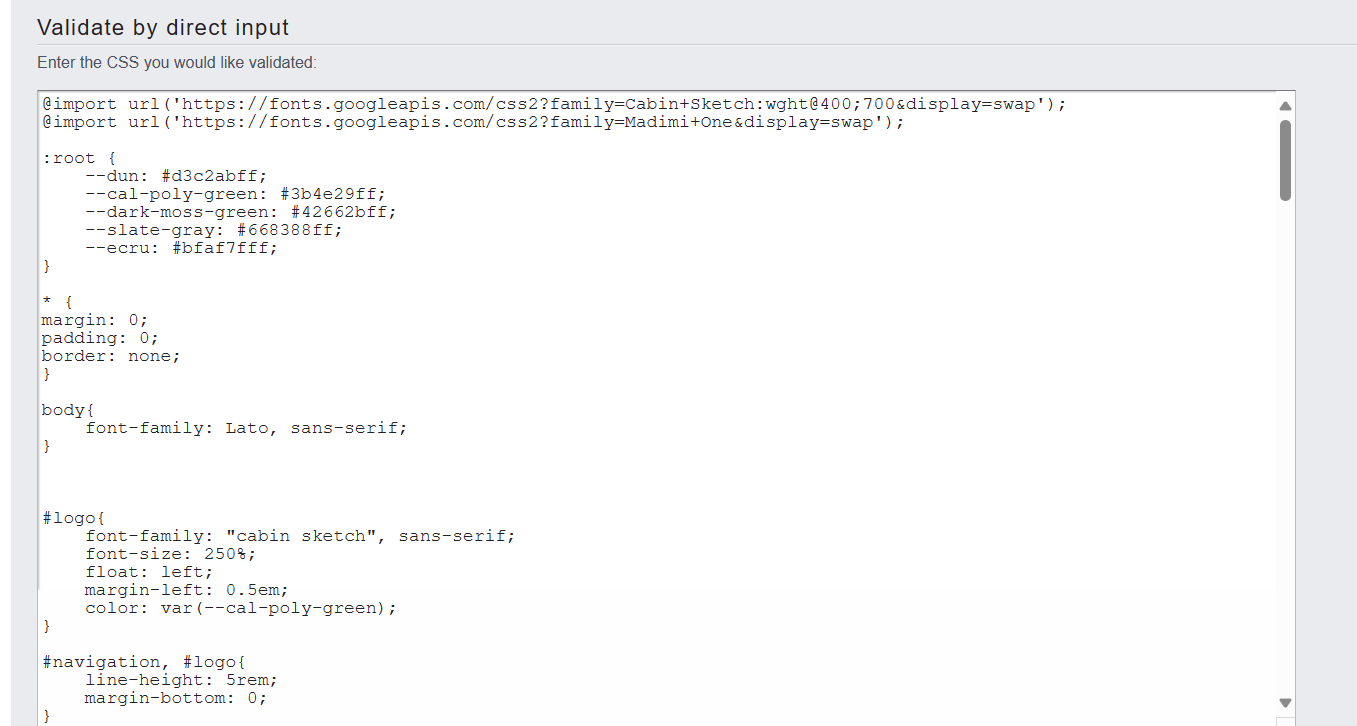 Validate by direct input
Enter the CSS you would like validated:
@import url('https://fonts.googleapis.com/css2?family=Cabin+Sketch:wght@400;700&display=swap');
@import url('https://fonts.googleapis.com/css2?family=Madimi+One&display=swap');
:root {
--dun: #d3c2abff;
--cal-poly-green: #3b4e29ff;
--dark-moss-green: #42662bff;
--slate-gray: #668388ff;
--ecru: #bfaf7fff;
}
* {
margin: 0;
padding: 0;
border: none;
}
body{
font-family: Lato, sans-serif;
}
#logo{
font-family: "cabin sketch", sans-serif;
font-size: 250%;
float: left;
margin-left: 0.5em;
color: var(--cal-poly-green);
}
#navigation, #logo{
line-height: 5rem;
margin-bottom: 0;
}